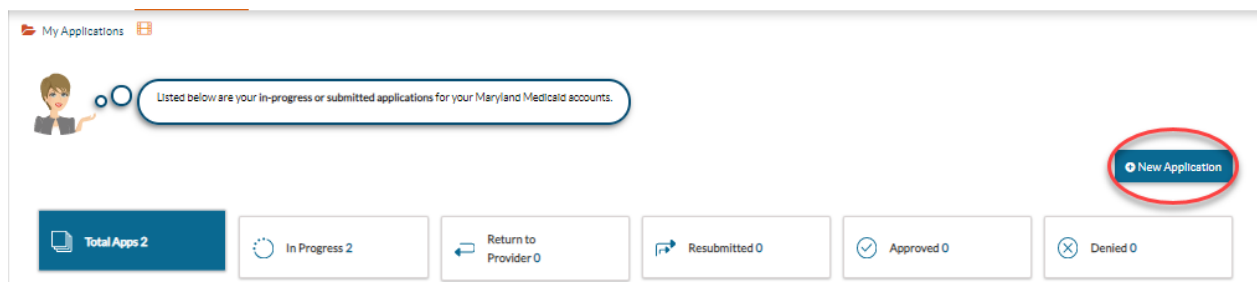 My Applications
Listed below are your in-progress or submitted applications for your Maryland Medicaid accounts.
New Application
Total Apps 2
In Progress 2
Return to
Provider 0
Resubmitted 0
Approved 0
Denied 0